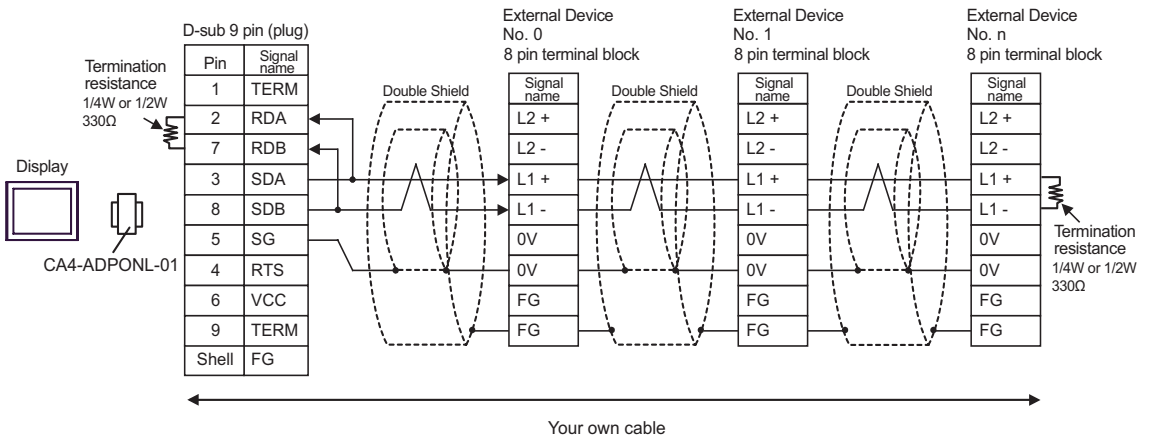 D-sub 9 pin (plug)
External Device
No. 0
8 pin terminal block
External Device
No. 1
8 pin terminal block
External Device
No. n
8 pin terminal block
Termination
resistance
1/4W or 1/2W
330Ω
Display
CA4-ADPONL-01
Pin Signal name
1 TERM
2 RDA
7 RDB
3 SDA
8 SDB
5 SG
4 RTS
6 VCC
9 TERM
Shell FG
Double Shield
Signal
name
L2 +
L2 -
L1 +
L1 -
0V
0V
FG
FG
Double Shield
Signal
name
L2 +
L2 -
L1 +
L1 -
0V
0V
FG
FG
Double Shield
Signal
name
L2 +
L2 -
L1 +
L1 -
0V
0V
FG
FG
Termination
resistance
1/4W or 1/2W
330Ω
Your own cable